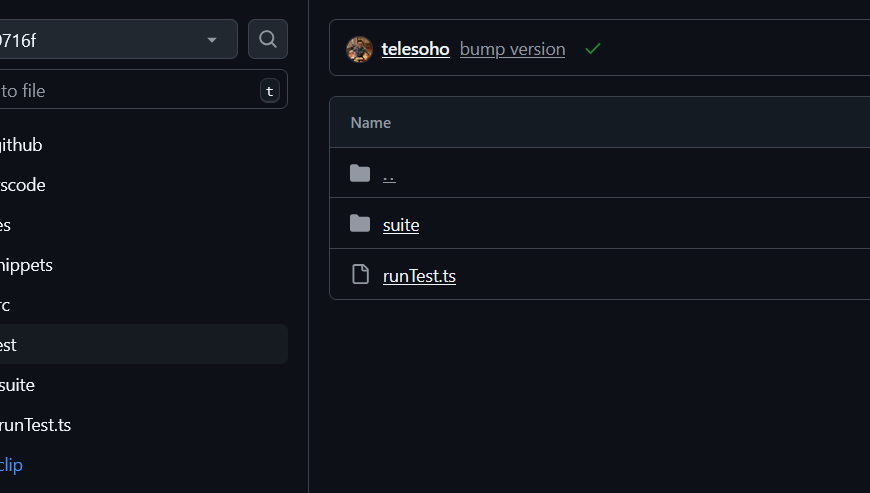 9716f
to file
t
github
scode
es
nippets
rc
est
suite
runTest.ts
clip
telesoho bump version
Name
..
suite
runTest.ts